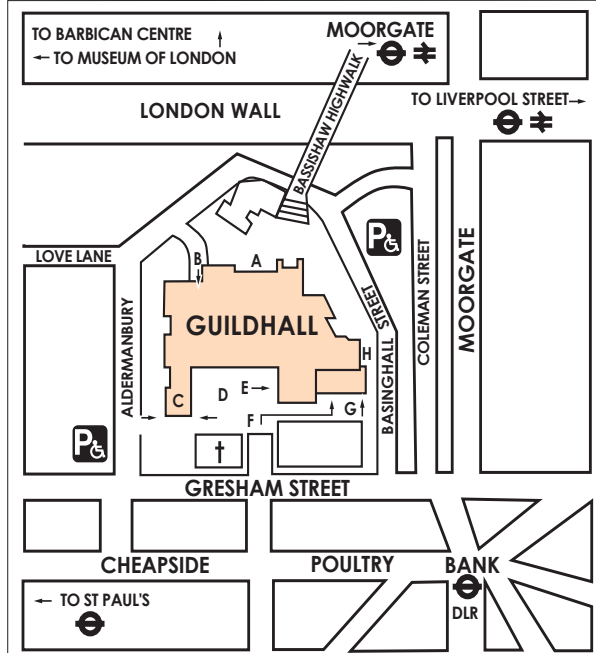 TO BARBICAN CENTRE
TO MUSEUM OF LONDON
MOORGATE
BASSISHAW HIGHWALK
LONDON WALL
TO LIVERPOOL STREET
LOVE LANE
ALDERMANBURY
B
A
GUILDHALL
P
COLEMAN STREET
MOORGATE
BASINGHALL STREET
H
C
D
E
F
G
P
GRESHAM STREET
CHEAPSIDE
POULTRY
BANK
DLR
TO ST PAUL'S